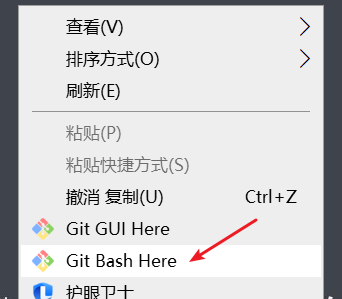 查看(V)
排序方式(O)
刷新(E)
粘贴(P)
粘贴快捷方式(S)
撤消 复制(U) Ctrl+Z
Git GUI Here
Git Bash Here
护眼卫士